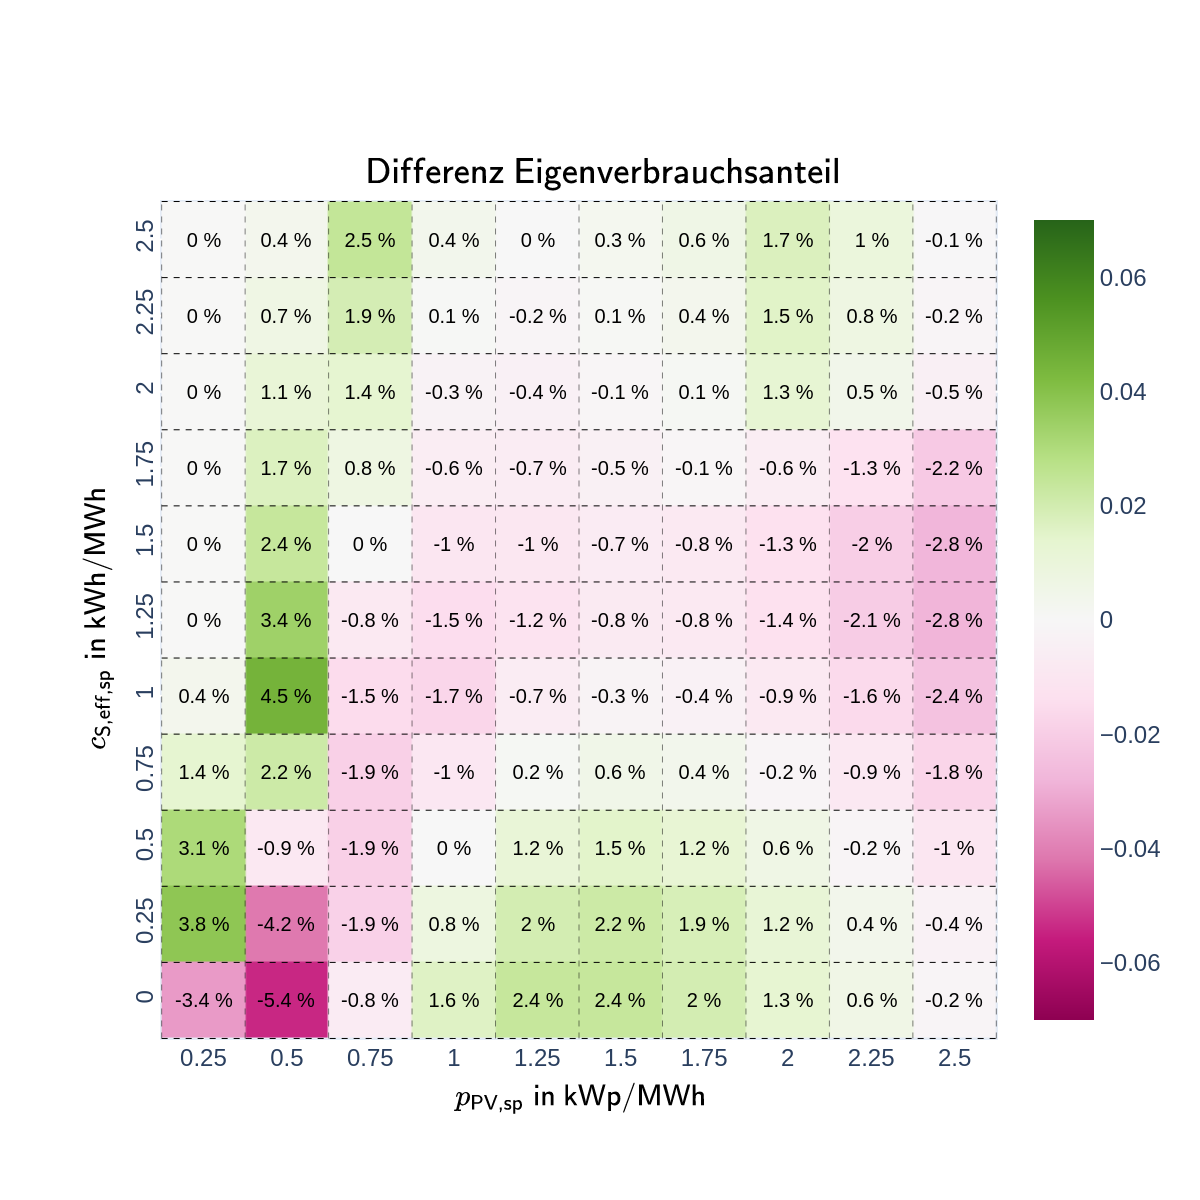 Differenz Eigenverbrauchsanteil
2.5 0 % 0.4 % 2.5 % 0.4 % 0 % 0.3 % 0.6 % 1.7 % 1 % -0.1 %
2.25 0 % 0.7 % 1.9 % 0.1 % -0.2 % 0.1 % 0.4 % 1.5 % 0.8 % -0.2 %
2 0 % 1.1 % 1.4 % -0.3 % -0.4 % -0.1 % 0.1 % 1.3 % 0.5 % -0.5 %
1.75 0 % 1.7 % 0.8 % -0.6 % -0.7 % -0.5 % -0.1 % -0.6 % -1.3 % -2.2 %
1.5 0 % 2.4 % 0 % -1 % -1 % -0.7 % -0.8 % -1.3 % -2 % -2.8 %
1.25 0 % 3.4 % -0.8 % -1.5 % -1.2 % -0.8 % -0.8 % -1.4 % -2.1 % -2.8 %
1 0.4 % 4.5 % -1.5 % -1.7 % -0.7 % -0.3 % -0.4 % -0.9 % -1.6 % -2.4 %
0.75 1.4 % 2.2 % -1.9 % -1 % 0.2 % 0.6 % 0.4 % -0.2 % -0.9 % -1.8 %
0.5 3.1 % -0.9 % -1.9 % 0 % 1.2 % 1.5 % 1.2 % 0.6 % -0.2 % -1 %
0.25 3.8 % -4.2 % -1.9 % 0.8 % 2 % 2.2 % 1.9 % 1.2 % 0.4 % -0.4 %
0 -3.4 % -5.4 % -0.8 % 1.6 % 2.4 % 2.4 % 2 % 1.3 % 0.6 % -0.2 %
0.25 0.5 0.75 1 1.25 1.5 1.75 2 2.25 2.5
p_PV,sp in kWp/MWh
c_S,eff,sp in kWh/MWh
0.06
0.04
0.02
0
−0.02
−0.04
−0.06